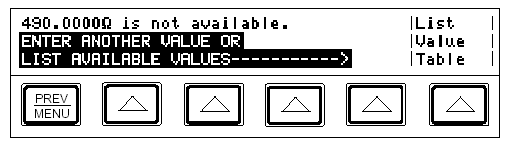 490.0000Ω is not available. |List |
ENTER ANOTHER VALUE OR |Value |
LIST AVAILABLE VALUES-----------> |Table |
PREV
MENU